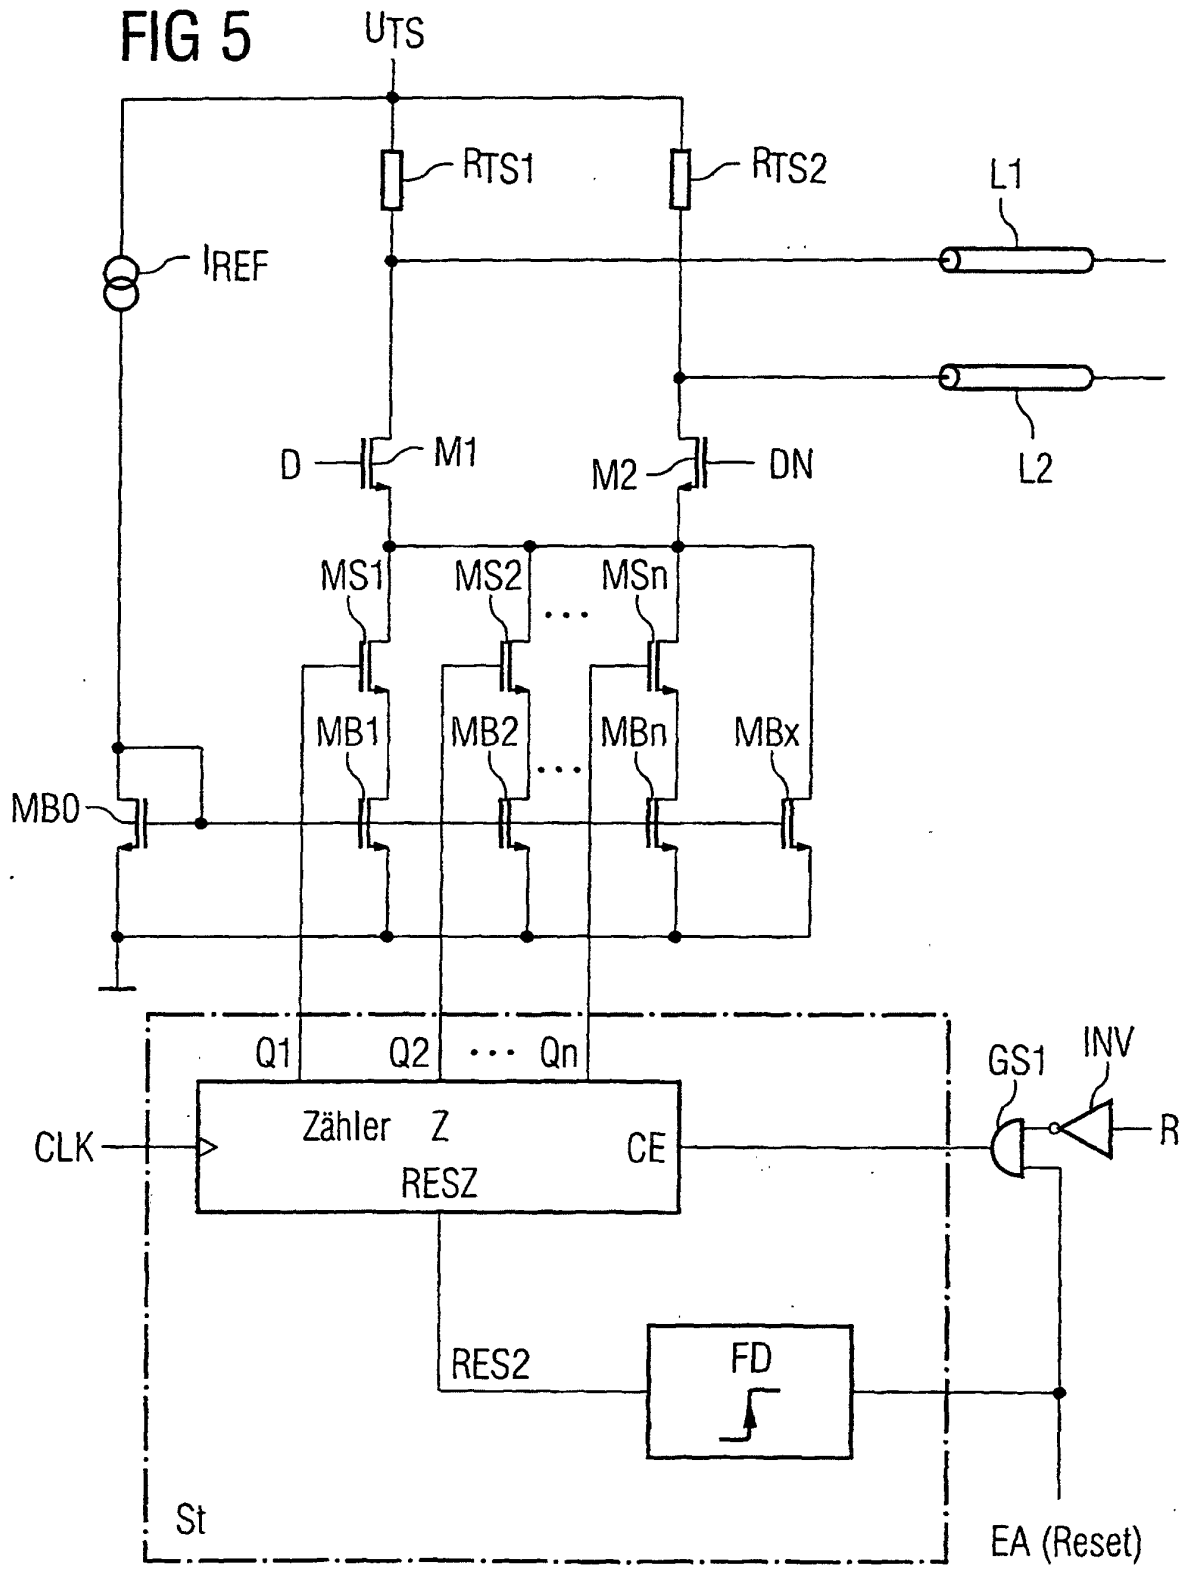 FIG 5
UTS
RTS1
RTS2
L1
IREF
L2
D
M1
M2
DN
MS1
MS2
...
MSn
MB1
MB2
...
MBn
MBx
MB0
Q1
Q2
...
Qn
GS1
INV
CLK
Zähler Z
CE
R
RESZ
RES2
FD
St
EA (Reset)